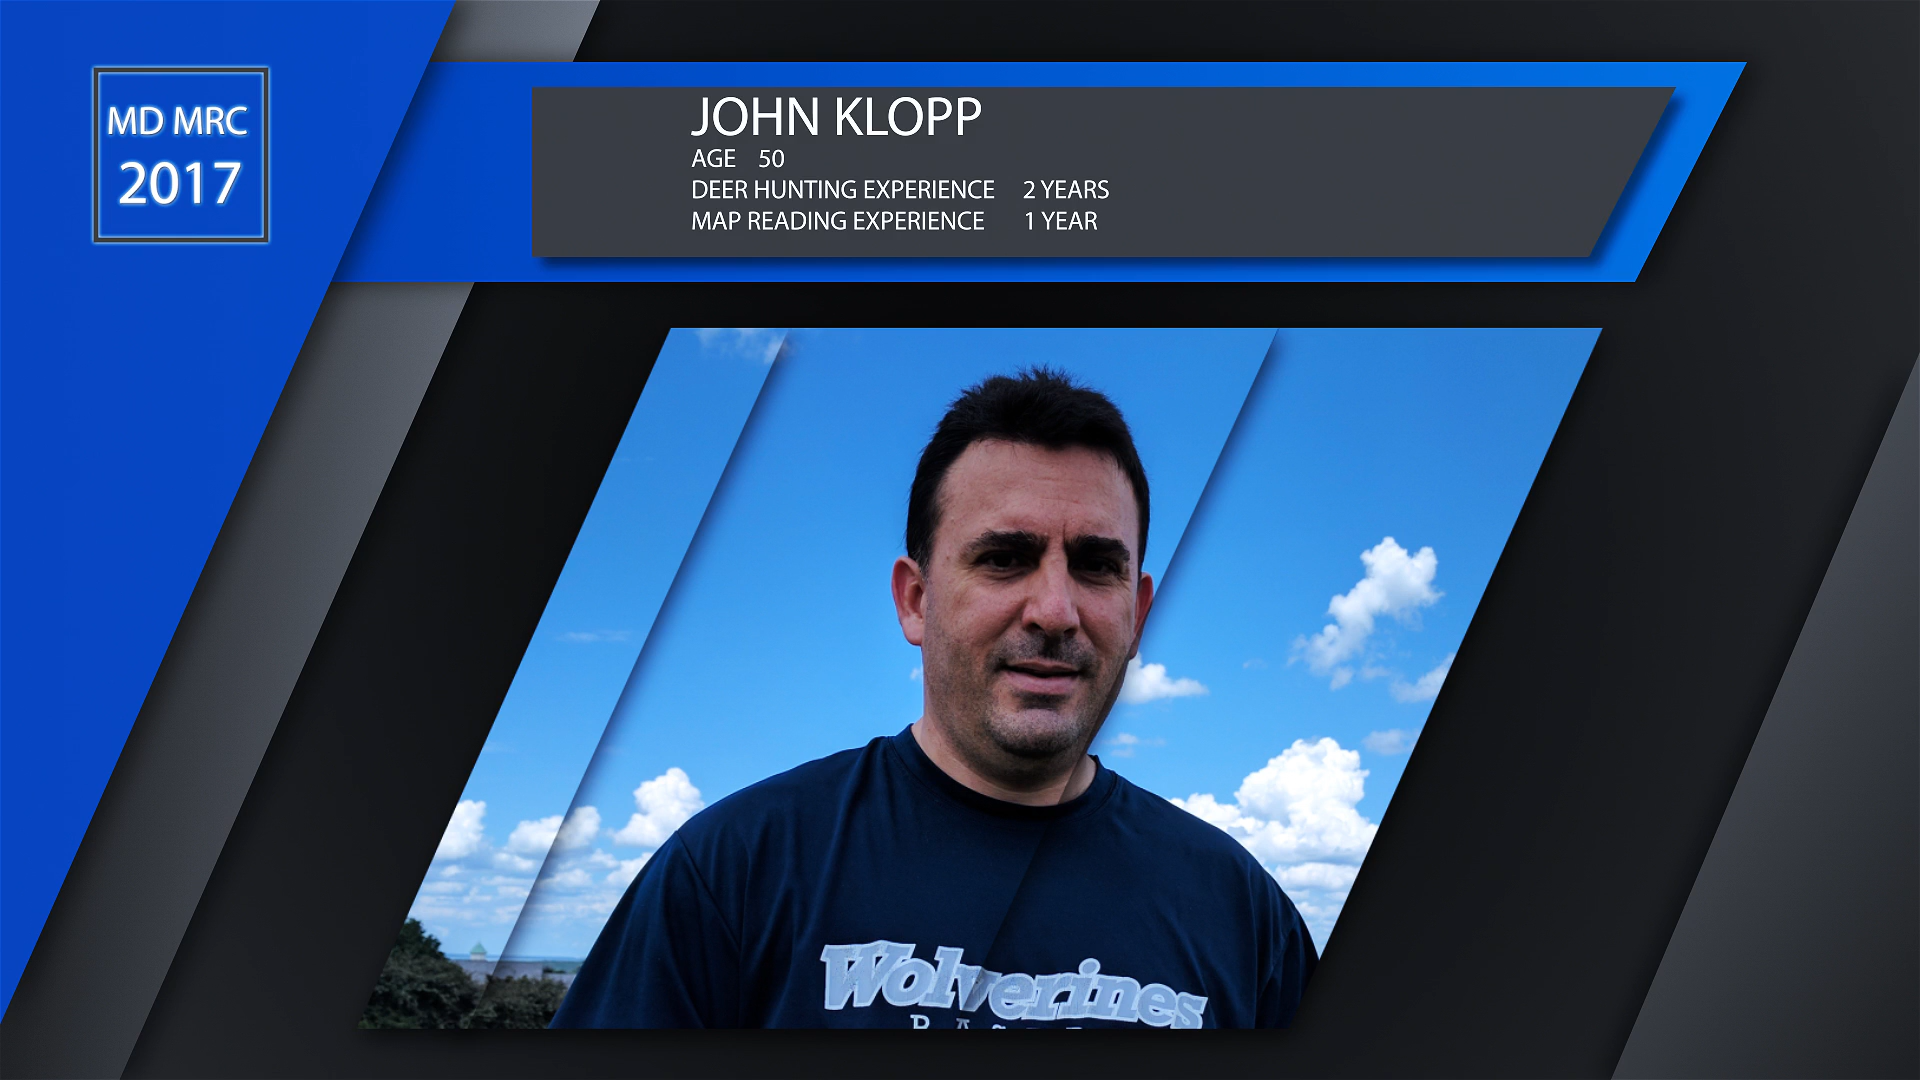 MD MRC
2017
JOHN KLOPP
AGE 50
DEER HUNTING EXPERIENCE 2 YEARS
MAP READING EXPERIENCE 1 YEAR
Wolverines